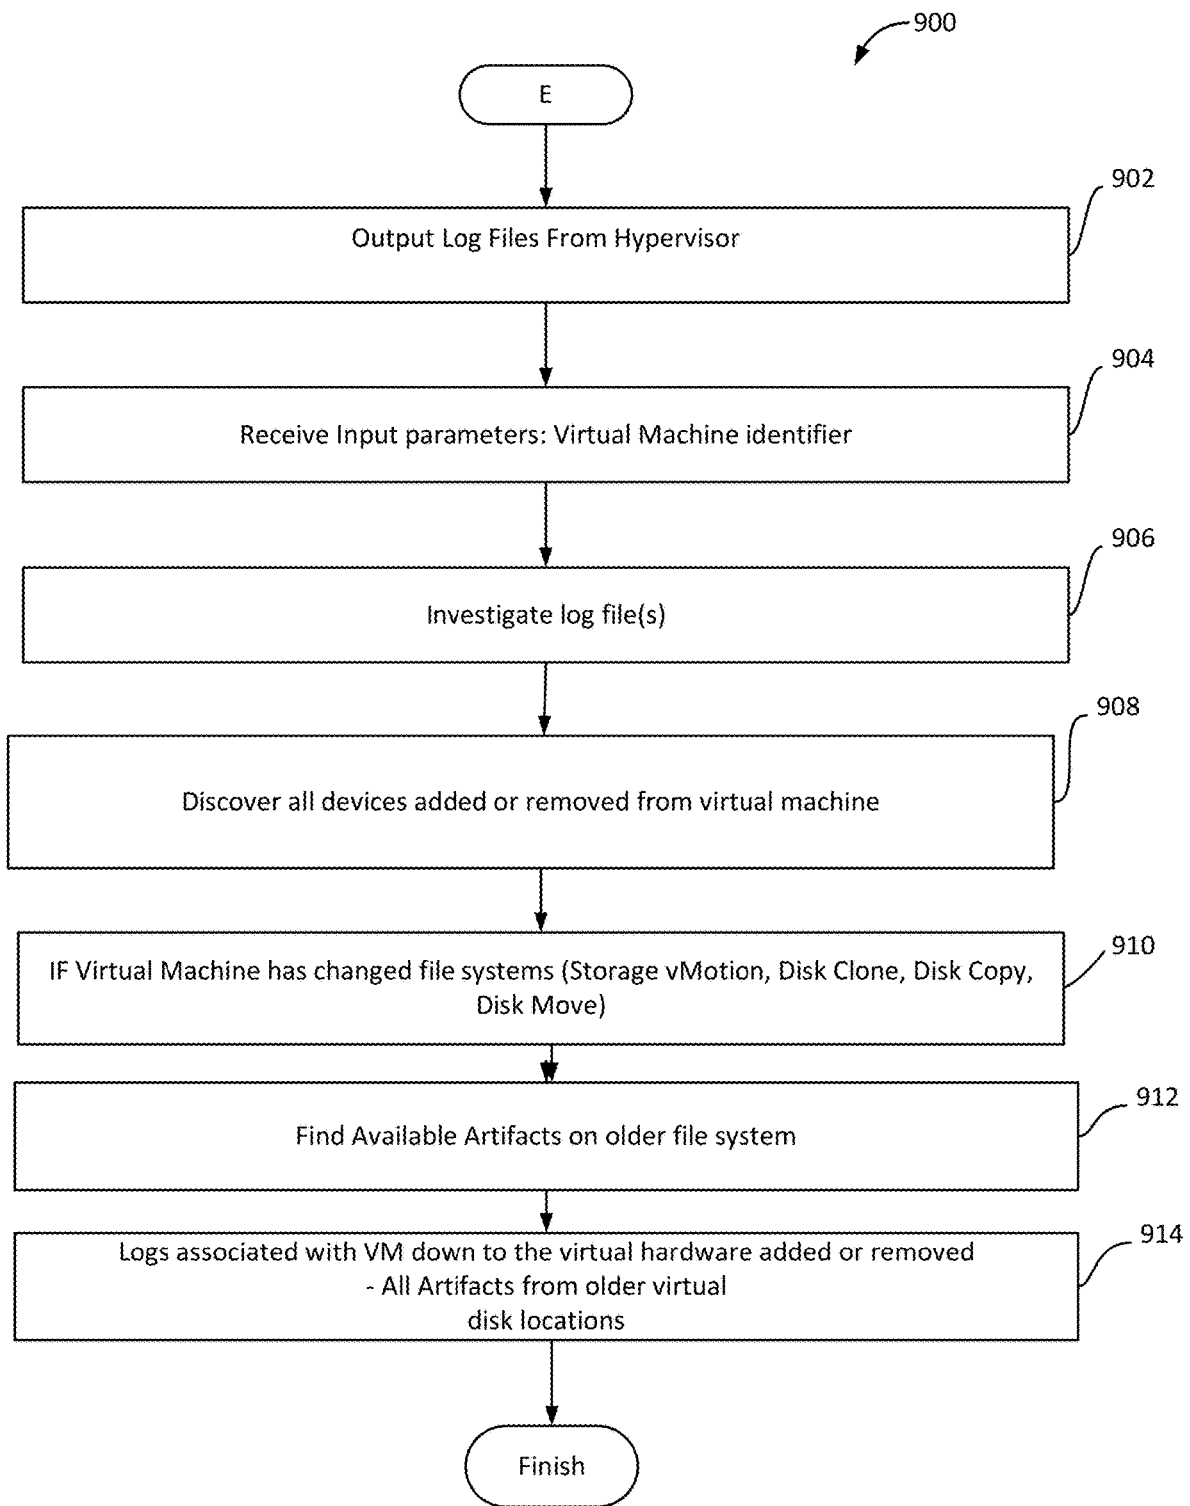 900
E
902
Output Log Files From Hypervisor
904
Receive Input parameters: Virtual Machine identifier
906
Investigate log file(s)
908
Discover all devices added or removed from virtual machine
910
IF Virtual Machine has changed file systems (Storage vMotion, Disk Clone, Disk Copy,
Disk Move)
912
Find Available Artifacts on older file system
914
Logs associated with VM down to the virtual hardware added or removed
- All Artifacts from older virtual
disk locations
Finish